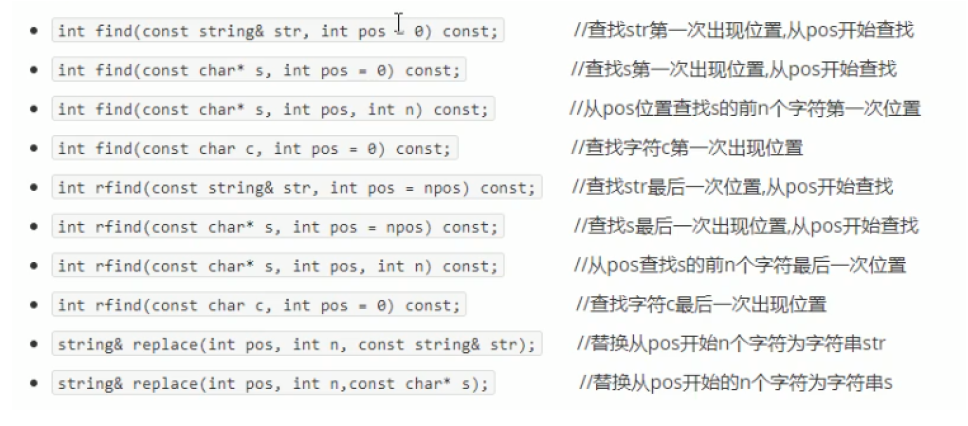 int find(const string& str, int pos = 0) const; //查找str第一次出现位置,从pos开始查找
int find(const char* s, int pos = 0) const; //查找s第一次出现位置,从pos开始查找
int find(const char* s, int pos, int n) const; //从pos位置查找s的前n个字符第一次位置
int find(const char c, int pos = 0) const; //查找字符c第一次出现位置
int rfind(const string& str, int pos = npos) const; //查找str最后一次位置,从pos开始查找
int rfind(const char* s, int pos = npos) const; //查找s最后一次出现位置,从pos开始查找
int rfind(const char* s, int pos, int n) const; //从pos查找s的前n个字符最后一次位置
int rfind(const char c, int pos = 0) const; //查找字符c最后一次出现位置
string& replace(int pos, int n, const string& str); //替换从pos开始n个字符为字符串str
string& replace(int pos, int n,const char* s); //替换从pos开始的n个字符为字符串s